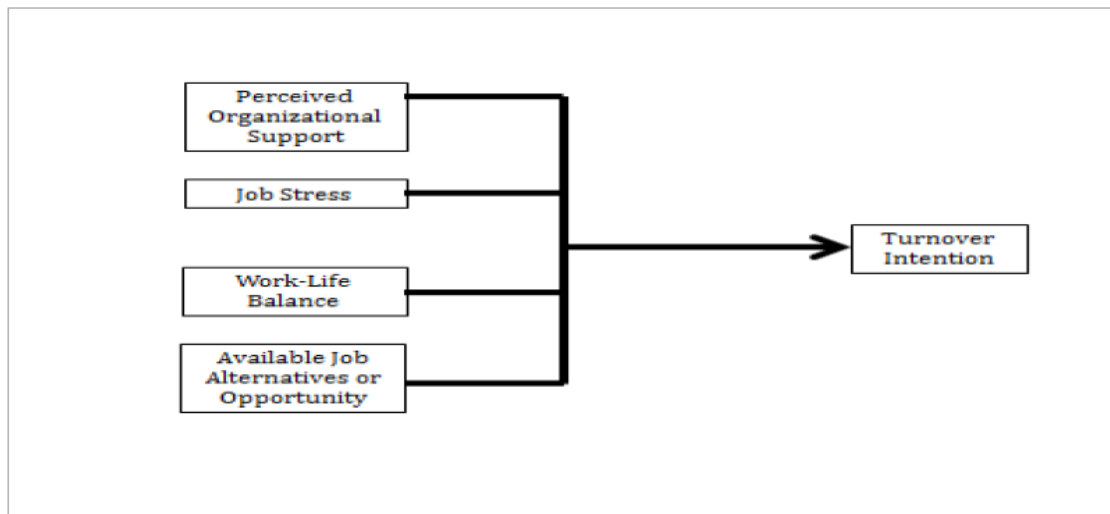 Perceived
Organizational
Support
Job Stress
Work-Life
Balance
Available Job
Alternatives or
Opportunity
Turnover
Intention